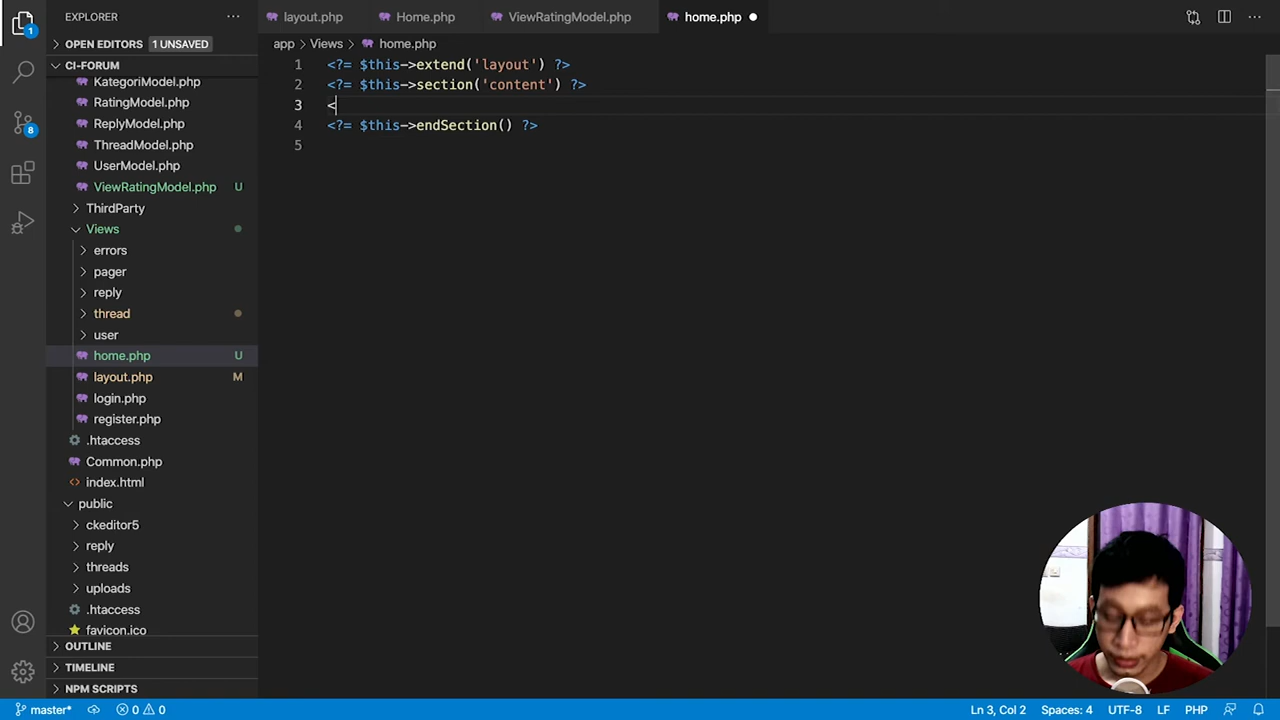 EXPLORER
layout.php
Home.php
ViewRatingModel.php
home.php
OPEN EDITORS 1 UNSAVED
app > Views > home.php
CI-FORUM
KategoriModel.php
RatingModel.php
ReplyModel.php
ThreadModel.php
UserModel.php
ViewRatingModel.php U
ThirdParty
Views
errors
pager
reply
thread
user
home.php U
layout.php M
login.php
register.php
.htaccess
Common.php
index.html
public
ckeditor5
reply
threads
uploads
.htaccess
favicon.ico
OUTLINE
TIMELINE
NPM SCRIPTS
1
8
1 <?= $this->extend('layout') ?>
2 <?= $this->section('content') ?>
3 <
4 <?= $this->endSection() ?>
5
master* 0 0 Ln 3, Col 2 Spaces: 4 UTF-8 LF PHP